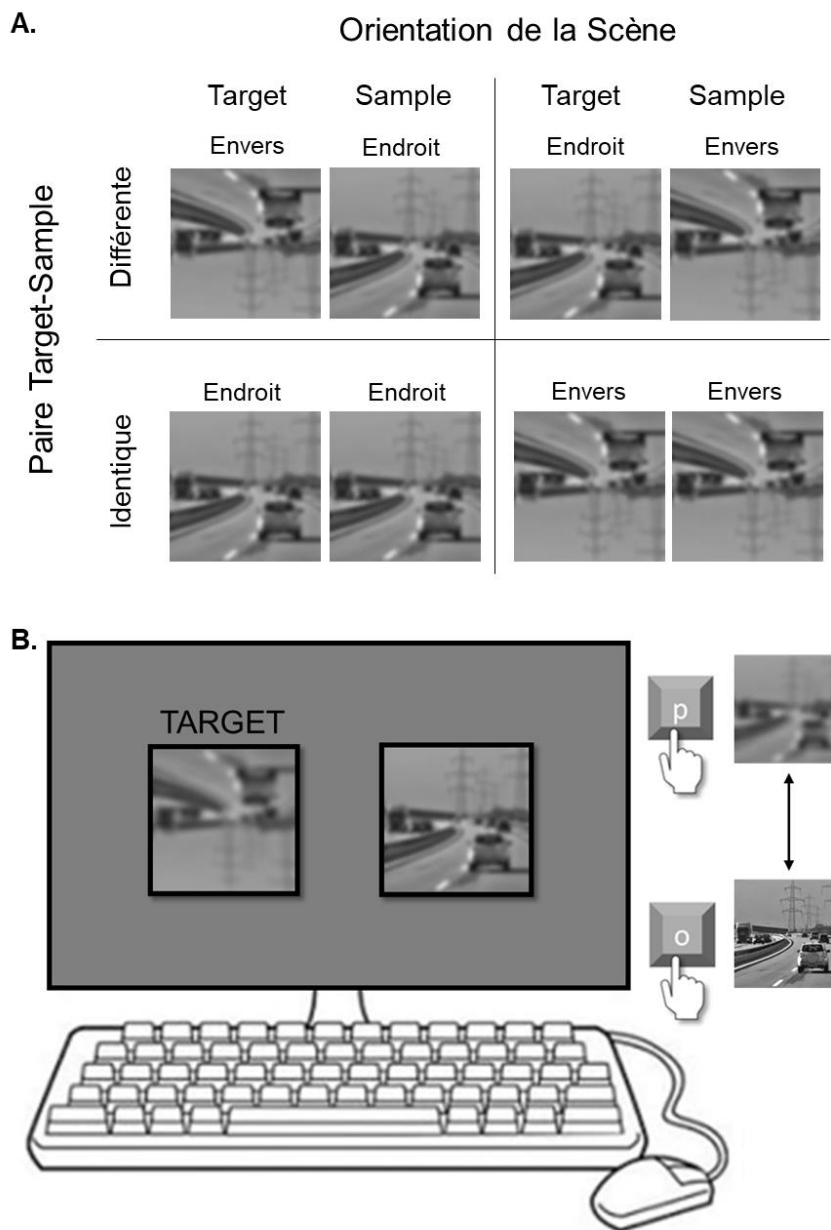 A.
Orientation de la Scène
Target Sample Target Sample
Envers Endroit Endroit Envers
Paire Target-Sample
Différente
Endroit Endroit Envers Envers
Identique
B.
TARGET
p
o